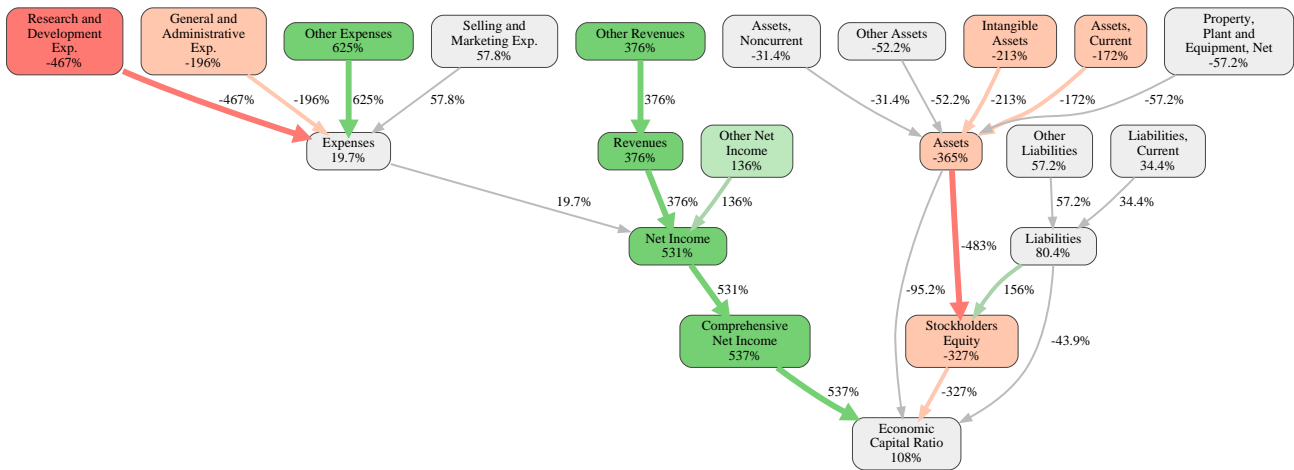 Research and
Development
Exp.
-467%
General and
Administrative
Exp.
-196%
Other Expenses
625%
Selling and
Marketing Exp.
57.8%
Other Revenues
376%
Assets,
Noncurrent
-31.4%
Other Assets
-52.2%
Intangible
Assets
-213%
Assets,
Current
-172%
Property,
Plant and
Equipment, Net
-57.2%
-467%
-196%
625%
57.8%
376%
-31.4%
-52.2%
-213%
-172%
-57.2%
Expenses
19.7%
Revenues
376%
Other Net
Income
136%
Assets
-365%
Other
Liabilities
57.2%
Liabilities,
Current
34.4%
19.7%
376%
136%
57.2%
34.4%
Net Income
531%
-483%
Liabilities
80.4%
531%
-95.2%
156%
Comprehensive
Net Income
537%
Stockholders
Equity
-327%
-43.9%
537%
-327%
Economic
Capital Ratio
108%